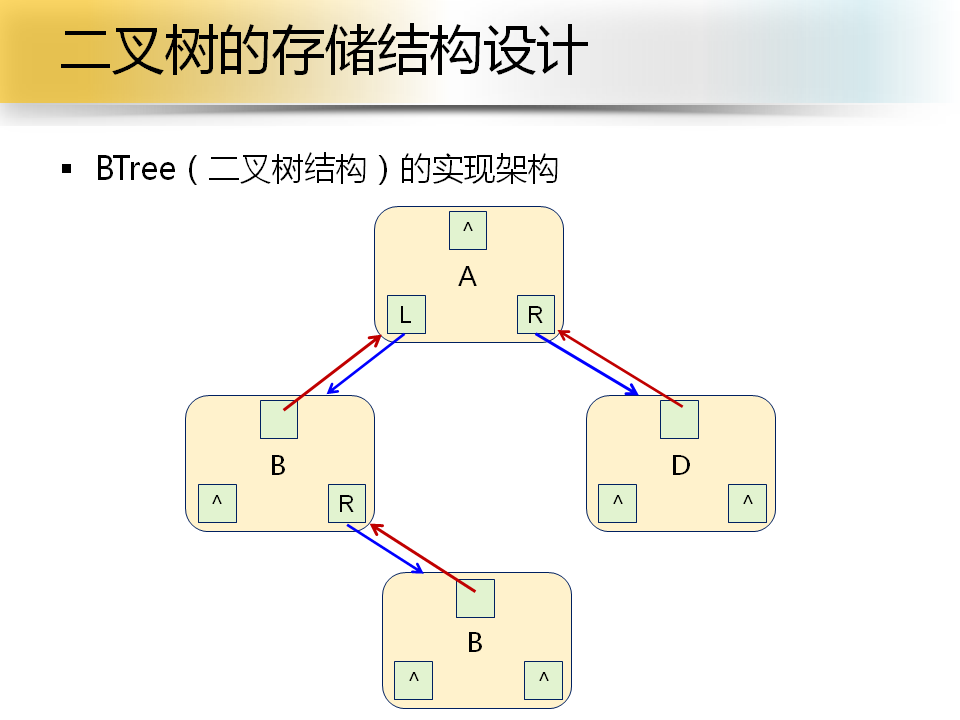 二叉树的存储结构设计
▪ BTree（二叉树结构）的实现架构
^
A
L R
B D
^ R ^ ^
B
^ ^